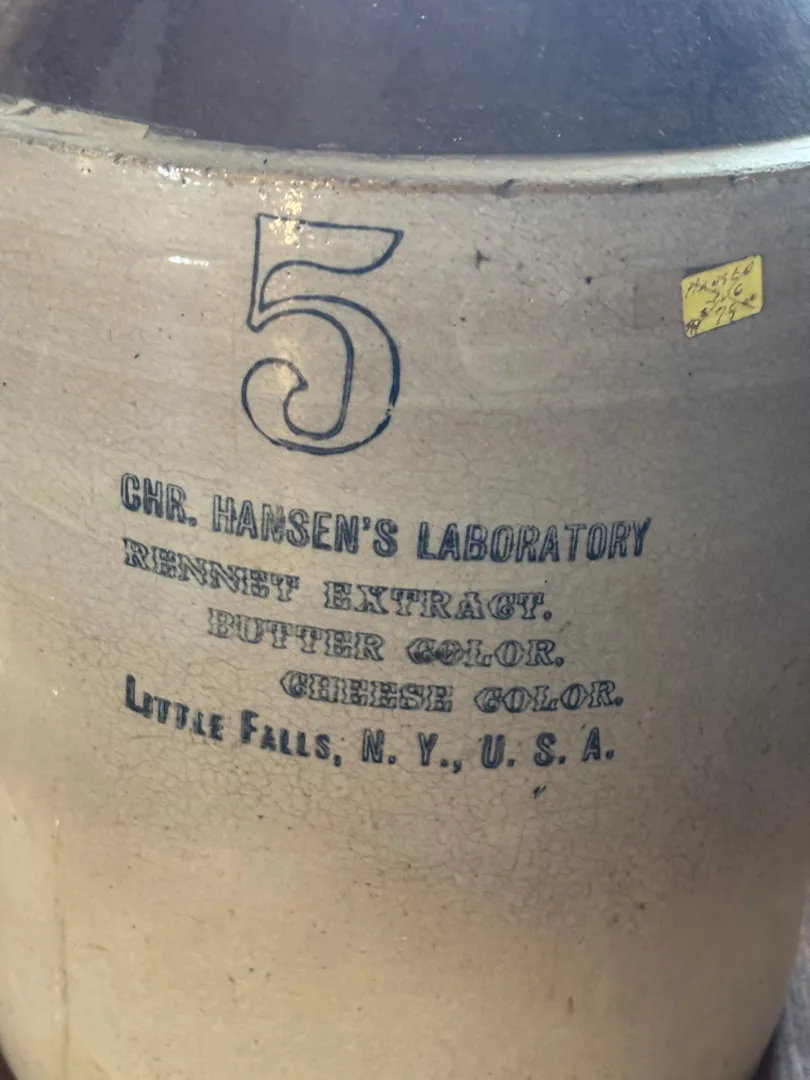 5
CHR. HANSEN'S LABORATORY
RENNET EXTRACT.
BUTTER COLOR.
CHEESE COLOR.
LITTLE FALLS, N. Y., U. S. A.